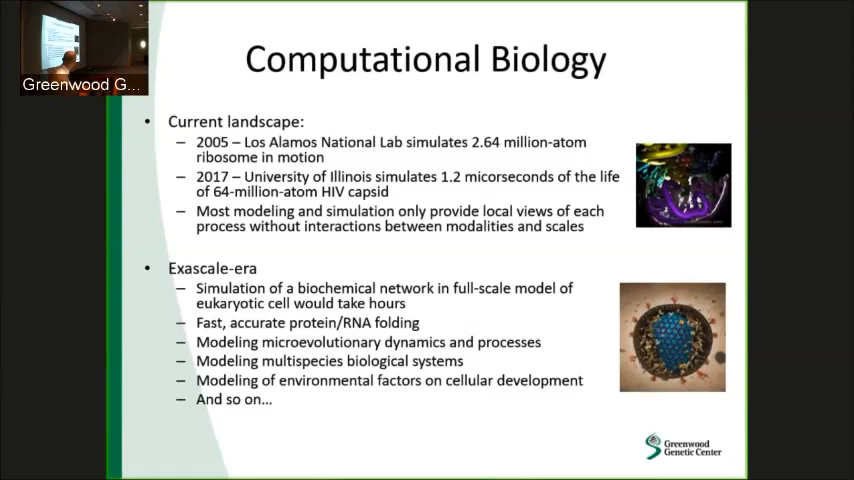 Computational Biology
Greenwood G...
• Current landscape:
– 2005 – Los Alamos National Lab simulates 2.64 million-atom
ribosome in motion
– 2017 – University of Illinois simulates 1.2 micorseconds of the life
of 64-million-atom HIV capsid
– Most modeling and simulation only provide local views of each
process without interactions between modalities and scales
• Exascale-era
– Simulation of a biochemical network in full-scale model of
eukaryotic cell would take hours
– Fast, accurate protein/RNA folding
– Modeling microevolutionary dynamics and processes
– Modeling multispecies biological systems
– Modeling of environmental factors on cellular development
– And so on...
Greenwood
Genetic Center